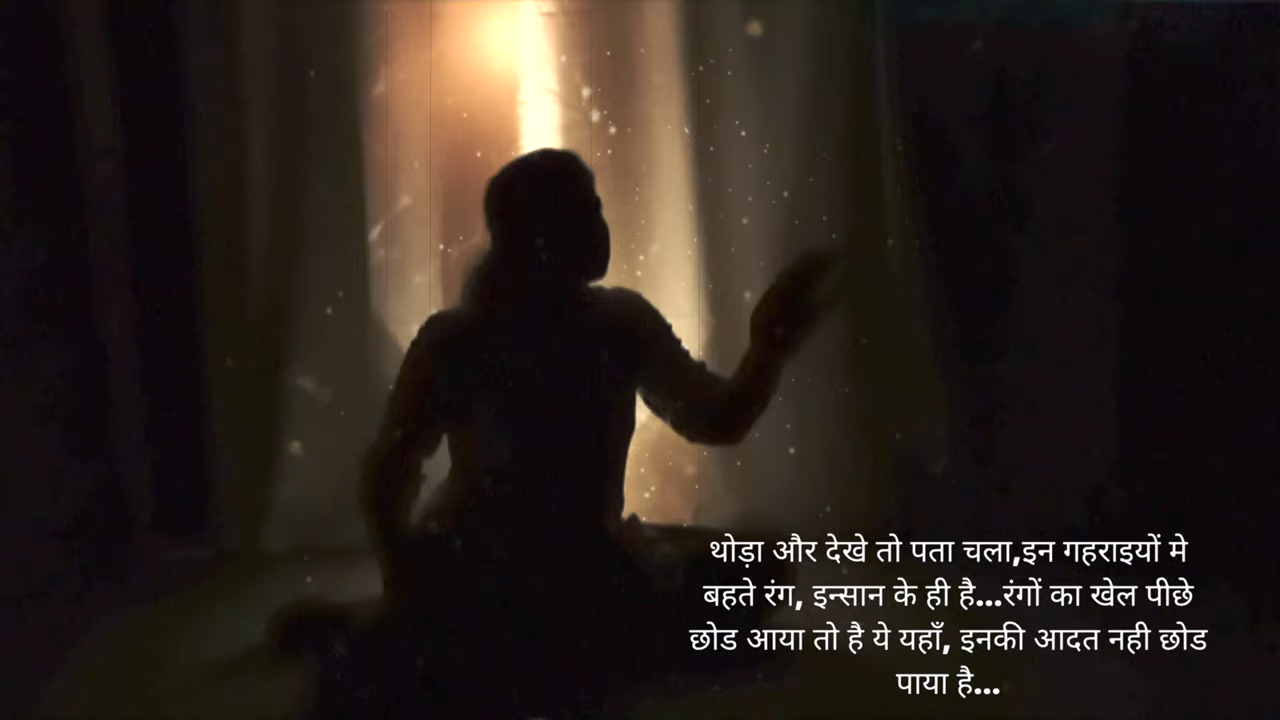 थोड़ा और देखे तो पता चला,इन गहराइयों मे
बहते रंग, इन्सान के ही है...रंगों का खेल पीछे
छोड आया तो है ये यहाँ, इनकी आदत नही छोड
पाया है...